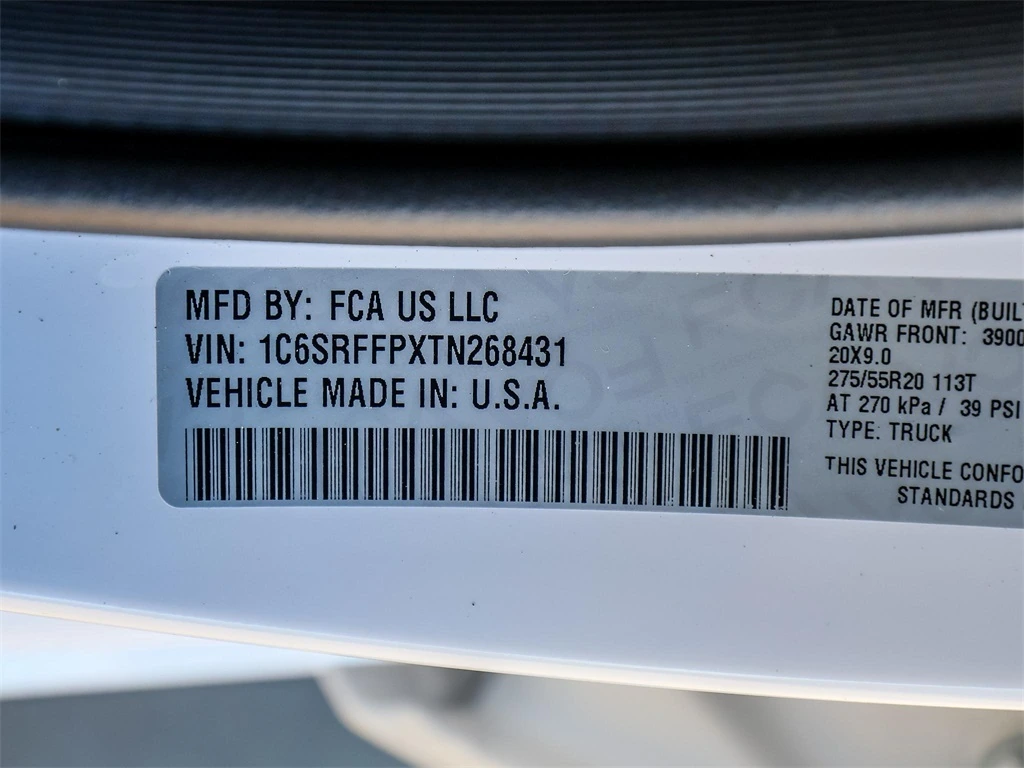 MFD BY: FCA US LLC
VIN: 1C6SRFFPXTN268431
VEHICLE MADE IN: U.S.A.
DATE OF MFR (BUILT
GAWR FRONT: 3900
20X9.0
275/55R20 113T
AT 270 kPa / 39 PSI
TYPE: TRUCK
THIS VEHICLE CONFO
STANDARDS